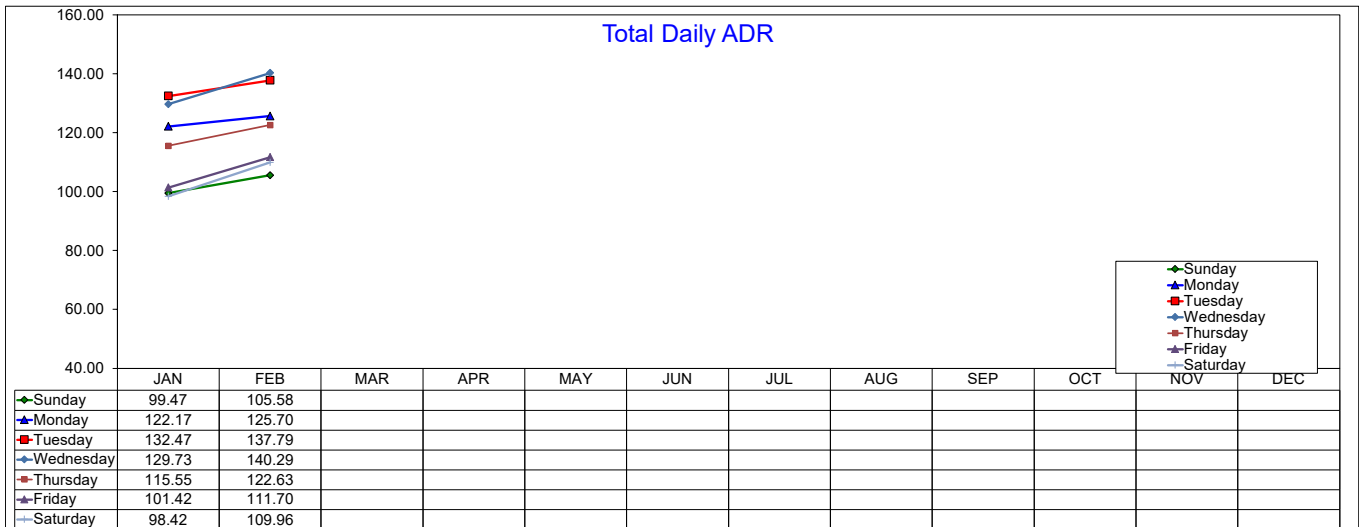 Total Daily ADR
160.00
140.00
120.00
100.00
80.00
60.00
40.00
Sunday
Monday
Tuesday
Wednesday
Thursday
Friday
Saturday
JAN FEB MAR APR MAY JUN JUL AUG SEP OCT NOV DEC
Sunday 99.47 105.58
Monday 122.17 125.70
Tuesday 132.47 137.79
Wednesday 129.73 140.29
Thursday 115.55 122.63
Friday 101.42 111.70
Saturday 98.42 109.96